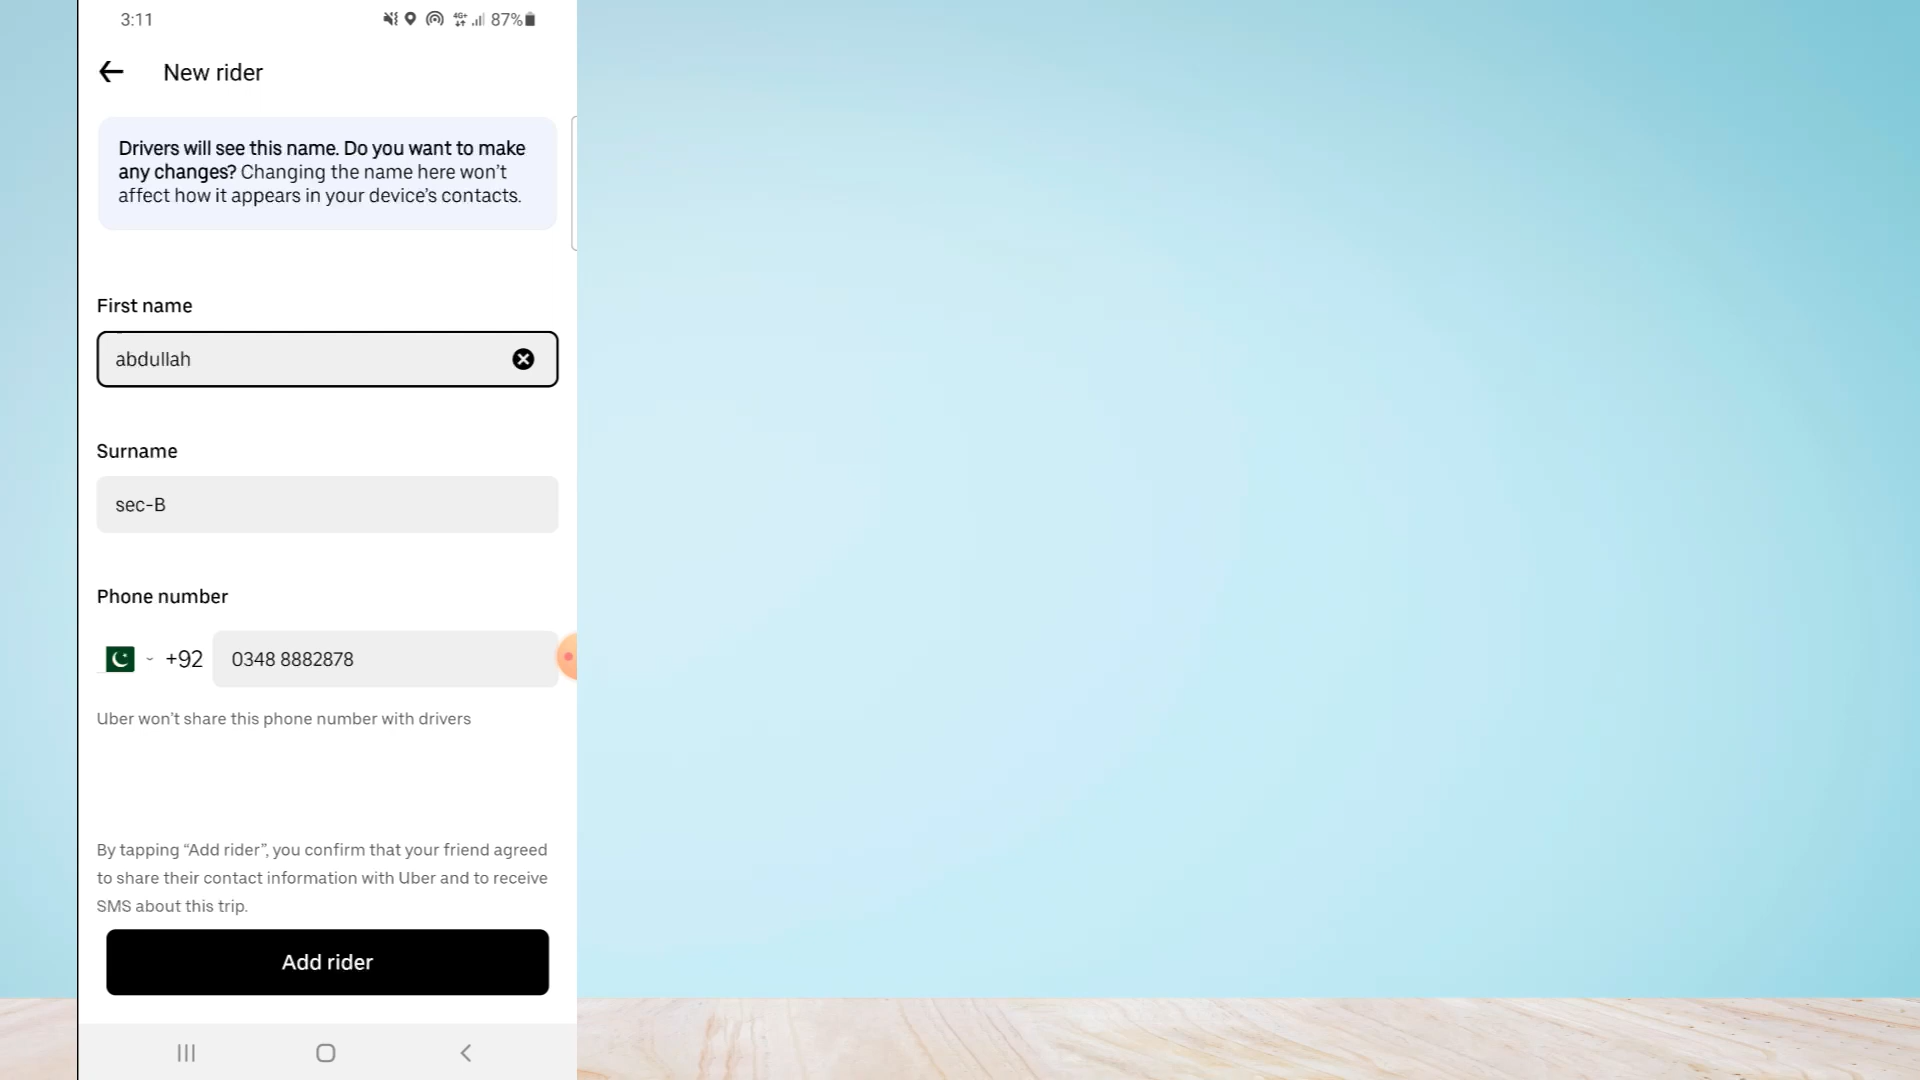 3:11 4G+ 87%
New rider
Drivers will see this name. Do you want to make
any changes? Changing the name here won't
affect how it appears in your device's contacts.
First name
abdullah
Surname
sec-B
Phone number
+92 0348 8882878
Uber won't share this phone number with drivers
By tapping “Add rider”, you confirm that your friend agreed
to share their contact information with Uber and to receive
SMS about this trip.
Add rider